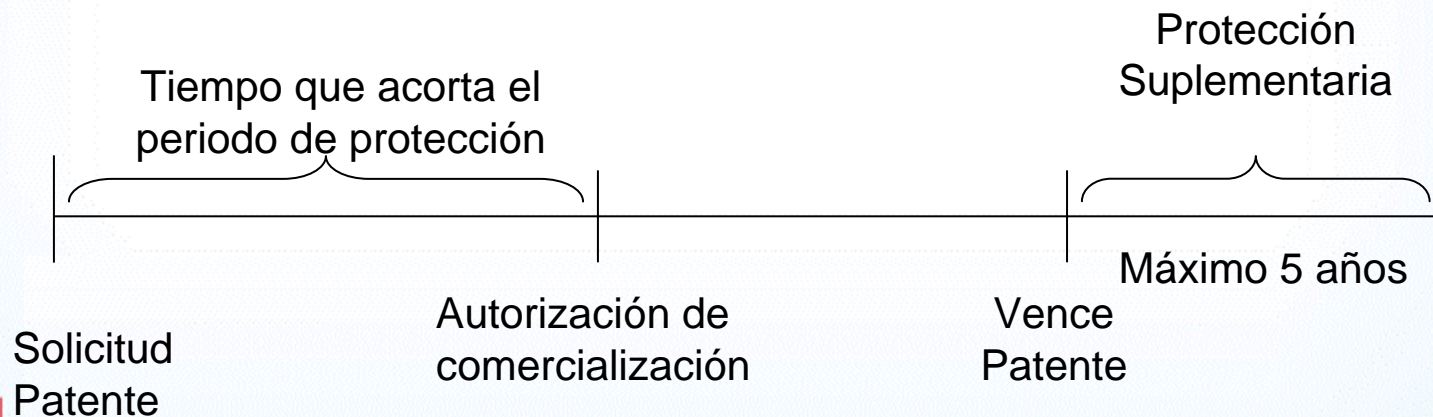 Protección
Suplementaria
Tiempo que acorta el
periodo de protección
Máximo 5 años
Autorización de
comercialización
Vence
Patente
Solicitud
Patente